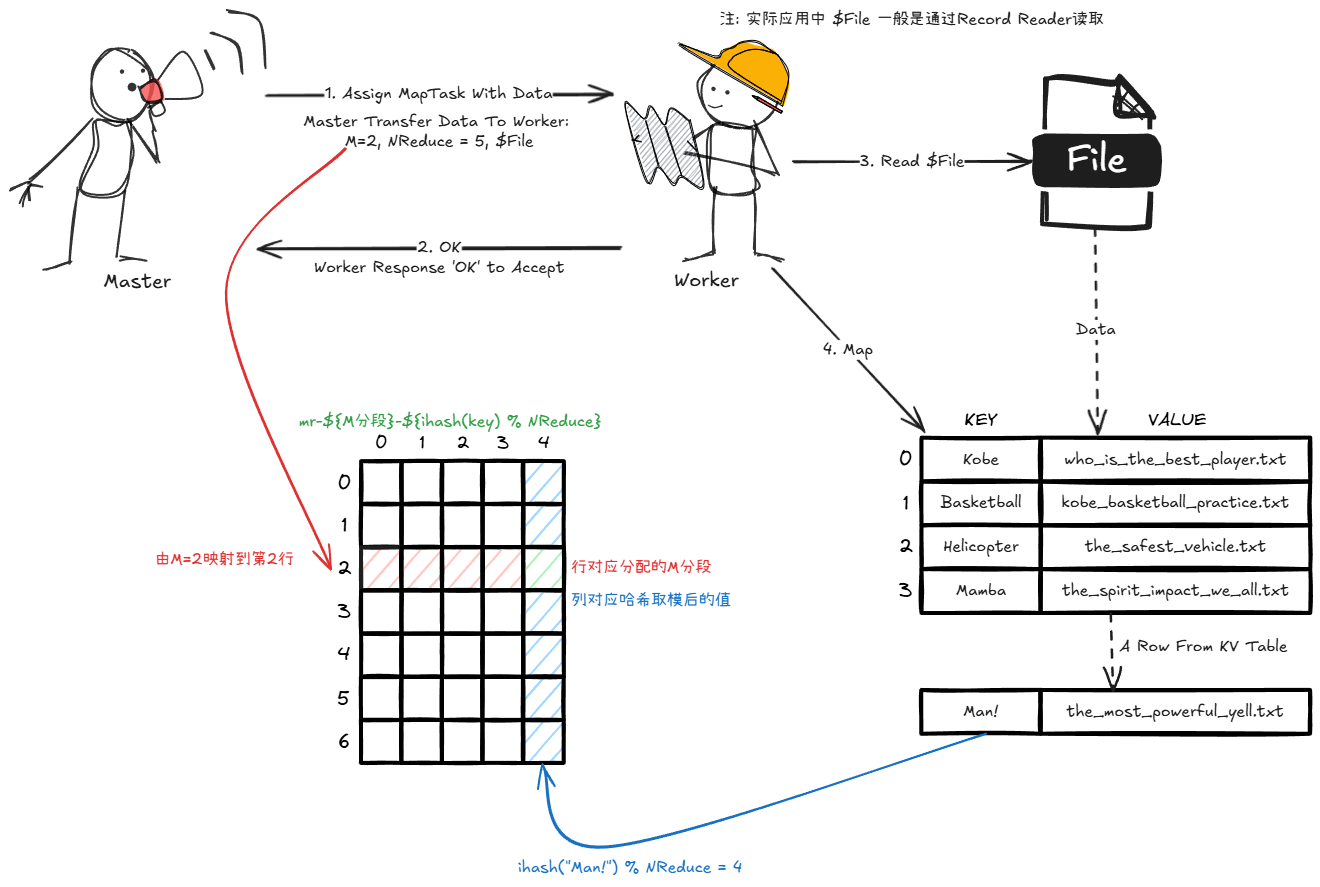 注: 实际应用中 $File 一般是通过Record Reader读取
1. Assign MapTask With Data
Master Transfer Data To Worker:
M=2, NReduce = 5, $File
3. Read $File
File
2. OK
Worker Response 'OK' to Accept
Master
Worker
Data
4. Map
mr-${M分段}-${ihash(key) % NReduce}
0 1 2 3 4
0
1
2
3
4
5
6
由M=2映射到第2行
行对应分配的M分段
列对应哈希取模后的值
KEY VALUE
0 Kobe who_is_the_best_player.txt
1 Basketball kobe_basketball_practice.txt
2 Helicopter the_safest_vehicle.txt
3 Mamba the_spirit_impact_we_all.txt
A Row From KV Table
Man! the_most_powerful_yell.txt
ihash("Man!") % NReduce = 4